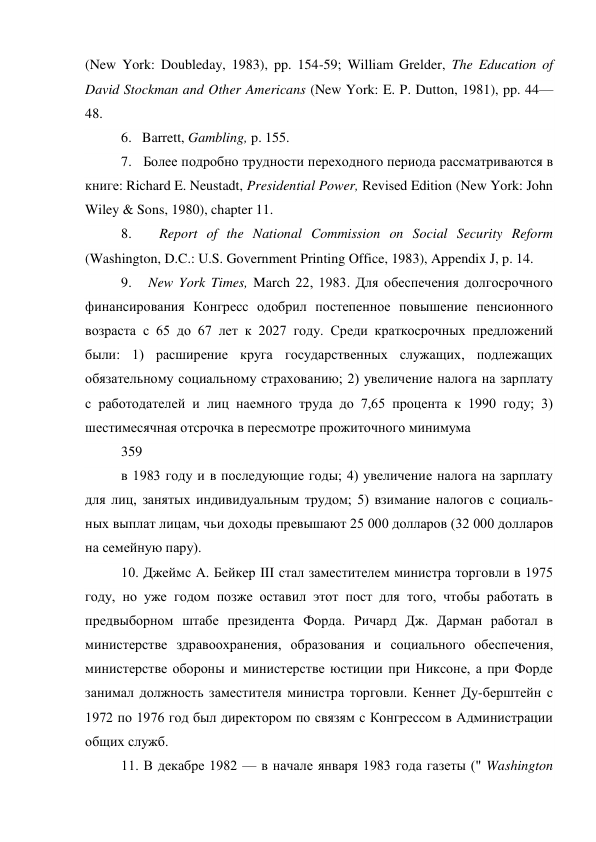 (New York: Doubleday, 1983), pp. 154-59; William Grelder, The Education of
David Stockman and Other Americans (New York: E. P. Dutton, 1981), pp. 44—
48.
6. Barrett, Gambling, p. 155.
7. Более подробно трудности переходного периода рассматриваются в
книге: Richard E. Neustadt, Presidential Power, Revised Edition (New York: John
Wiley & Sons, 1980), chapter 11.
8. Report of the National Commission on Social Security Reform
(Washington, D.C.: U.S. Government Printing Office, 1983), Appendix J, p. 14.
9. New York Times, March 22, 1983. Для обеспечения долгосрочного
финансирования Конгресс одобрил постепенное повышение пенсионного
возраста с 65 до 67 лет к 2027 году. Среди краткосрочных предложений
были: 1) расширение круга государственных служащих, подлежащих
обязательному социальному страхованию; 2) увеличение налога на зарплату
с работодателей и лиц наемного труда до 7,65 процента к 1990 году; 3)
шестимесячная отсрочка в пересмотре прожиточного минимума
359
в 1983 году и в последующие годы; 4) увеличение налога на зарплату
для лиц, занятых индивидуальным трудом; 5) взимание налогов с социаль-
ных выплат лицам, чьи доходы превышают 25 000 долларов (32 000 долларов
на семейную пару).
10. Джеймс А. Бейкер III стал заместителем министра торговли в 1975
году, но уже годом позже оставил этот пост для того, чтобы работать в
предвыборном штабе президента Форда. Ричард Дж. Дарман работал в
министерстве здравоохранения, образования и социального обеспечения,
министерстве обороны и министерстве юстиции при Никсоне, а при Форде
занимал должность заместителя министра торговли. Кеннет Ду-берштейн с
1972 по 1976 год был директором по связям с Конгрессом в Администрации
общих служб.
11. В декабре 1982 — в начале января 1983 года газеты (" Washington